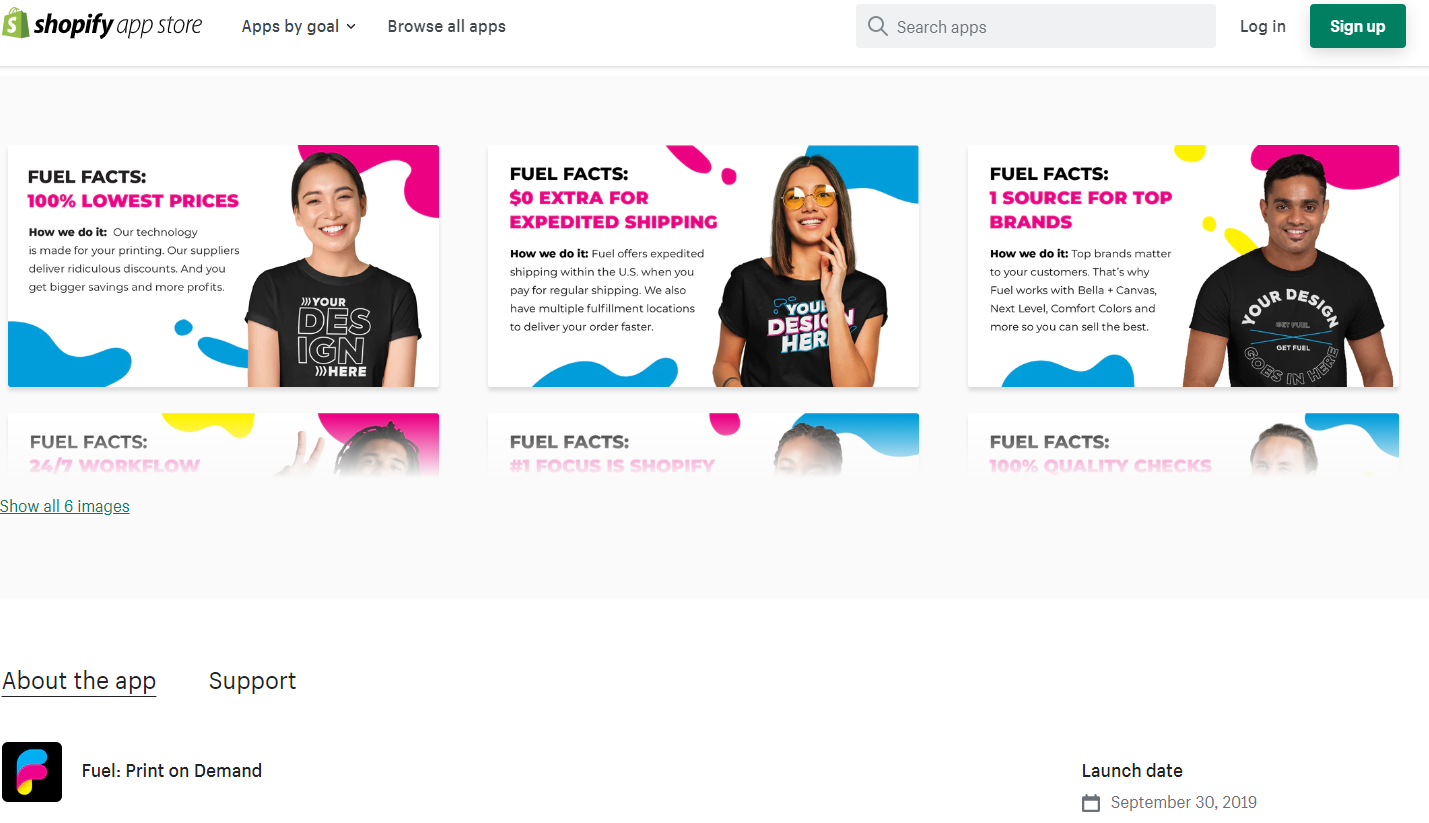 shopify app store
Apps by goal
Browse all apps
Search apps
Log in
Sign up
FUEL FACTS:
100% LOWEST PRICES
How we do it: Our technology
is made for your printing. Our suppliers
deliver ridiculous discounts. And you
get bigger savings and more profits.
YOUR
DES
IGN
HERE
FUEL FACTS:
$0 EXTRA FOR
EXPEDITED SHIPPING
How we do it: Fuel offers expedited
shipping within the U.S. when you
pay for regular shipping. We also
have multiple fulfillment locations
to deliver your order faster.
YOUR
DESIGN
HERE
FUEL FACTS:
1 SOURCE FOR TOP
BRANDS
How we do it: Top brands matter
to your customers. That's why
Fuel works with Bella + Canvas,
Next Level, Comfort Colors and
more so you can sell the best.
YOUR DESIGN
GET FUEL
GET FUEL
GOES IN HERE
FUEL FACTS:
24/7 WORKFLOW
FUEL FACTS:
#1 FOCUS IS SHOPIFY
FUEL FACTS:
100% QUALITY CHECKS
Show all 6 images
About the app
Support
Fuel: Print on Demand
Launch date
September 30, 2019